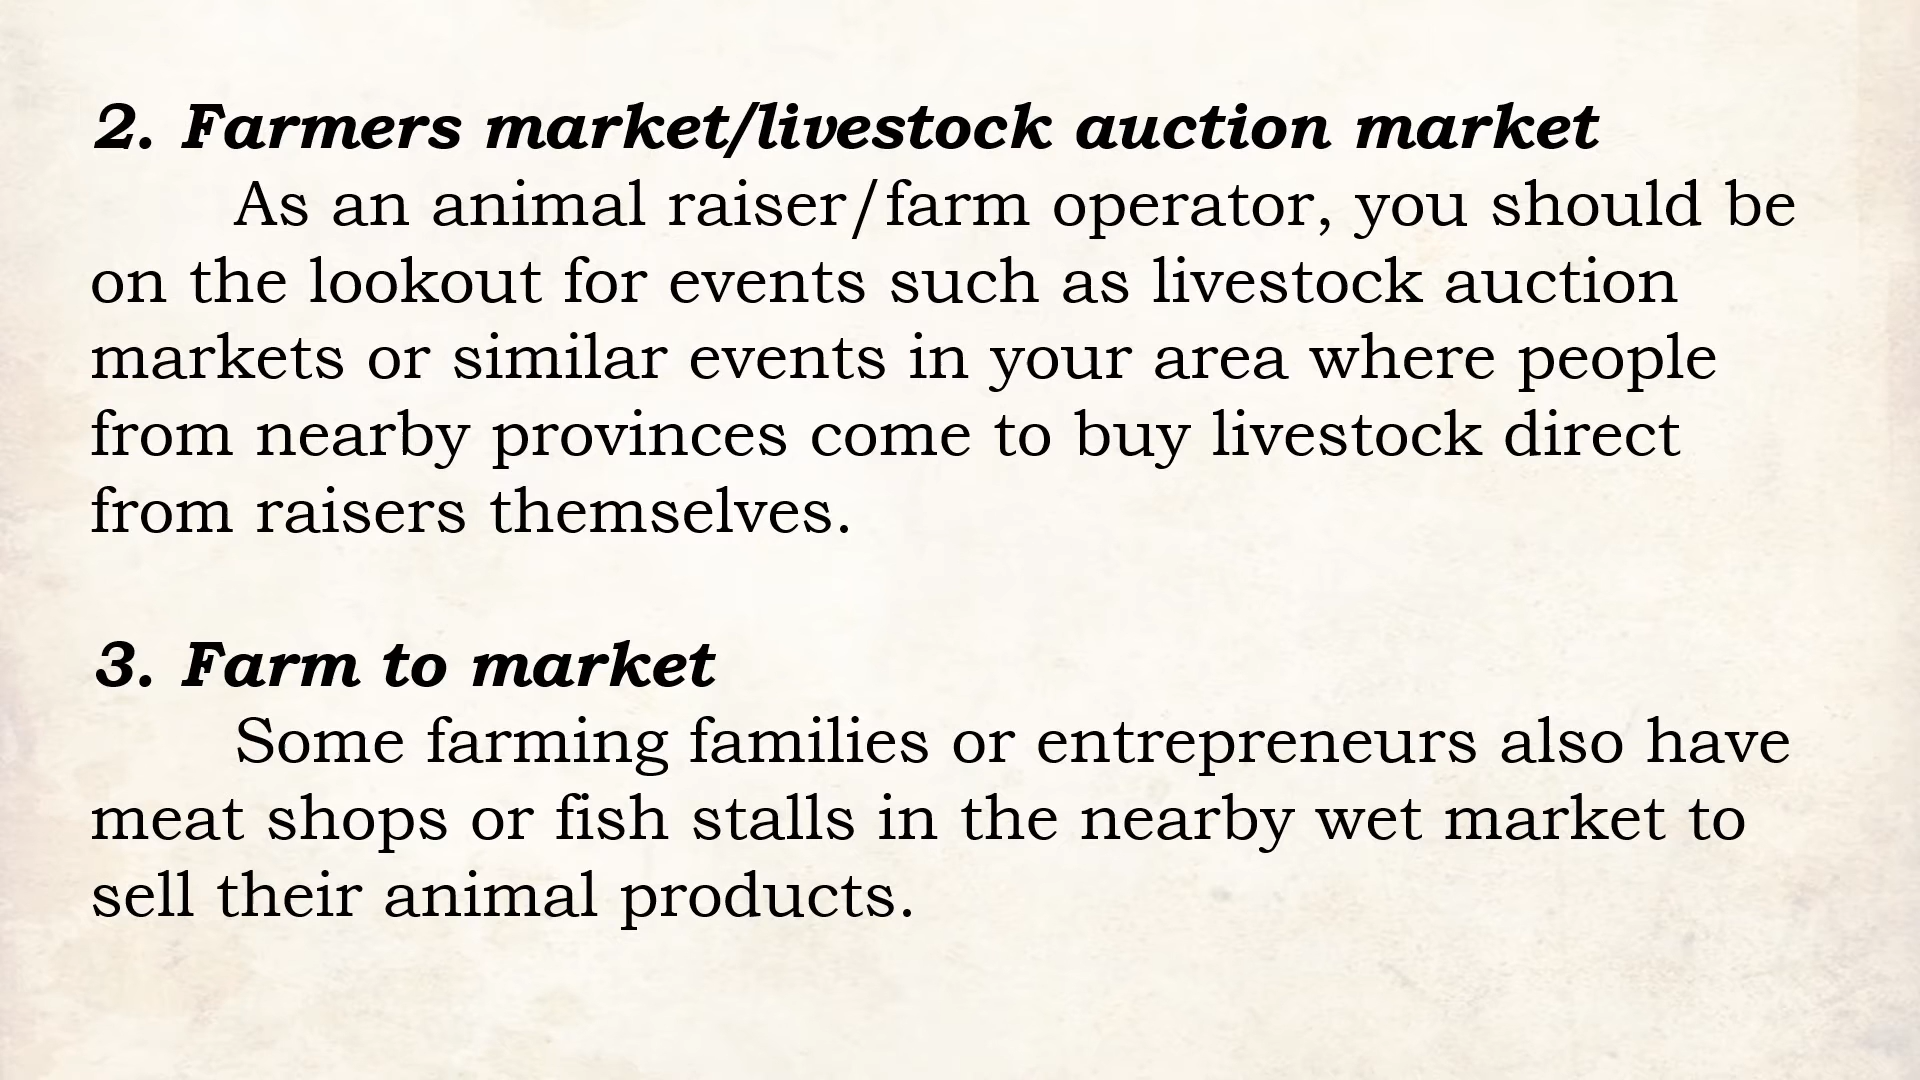 2. Farmers market/livestock auction market
As an animal raiser/farm operator, you should be
on the lookout for events such as livestock auction
markets or similar events in your area where people
from nearby provinces come to buy livestock direct
from raisers themselves.
3. Farm to market
Some farming families or entrepreneurs also have
meat shops or fish stalls in the nearby wet market to
sell their animal products.